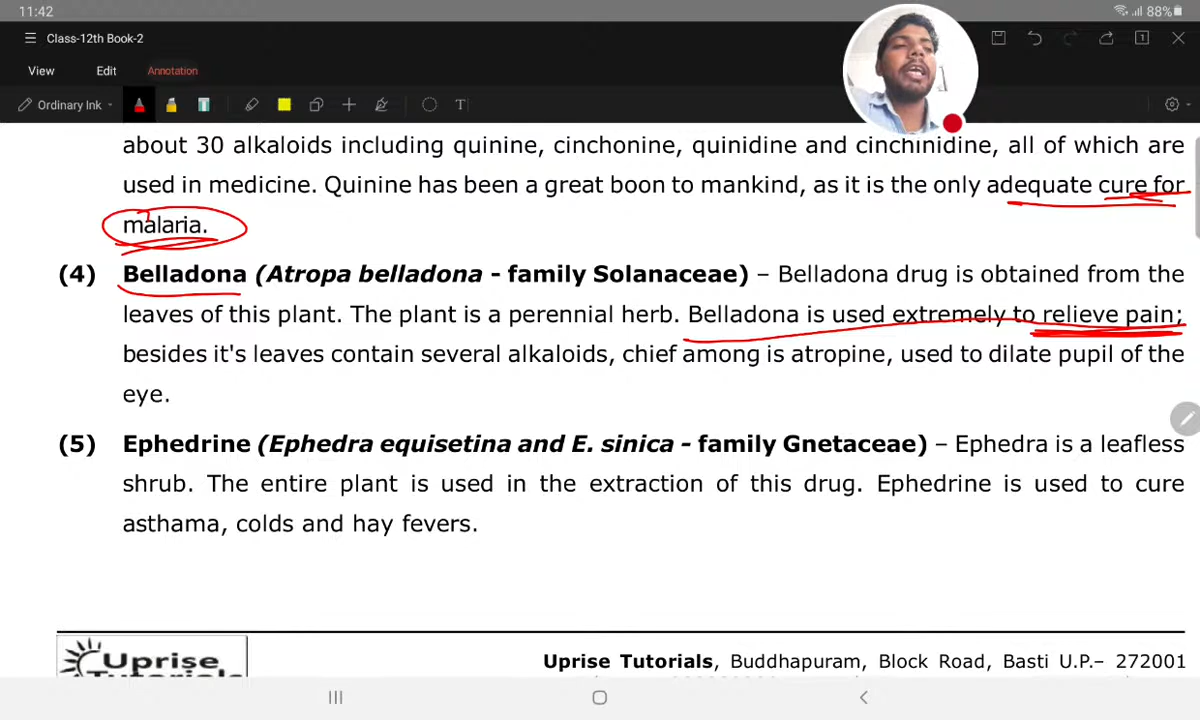 11:42
88%
Class-12th Book-2
View Edit Annotation
Ordinary Ink T
about 30 alkaloids including quinine, cinchonine, quinidine and cinchinidine, all of which are
used in medicine. Quinine has been a great boon to mankind, as it is the only adequate cure for
malaria.
(4) Belladona (Atropa belladona - family Solanaceae) – Belladona drug is obtained from the
leaves of this plant. The plant is a perennial herb. Belladona is used extremely to relieve pain;
besides it's leaves contain several alkaloids, chief among is atropine, used to dilate pupil of the
eye.
(5) Ephedrine (Ephedra equisetina and E. sinica - family Gnetaceae) – Ephedra is a leafless
shrub. The entire plant is used in the extraction of this drug. Ephedrine is used to cure
asthama, colds and hay fevers.
Uprise
Tutorials
Uprise Tutorials, Buddhapuram, Block Road, Basti U.P.– 272001